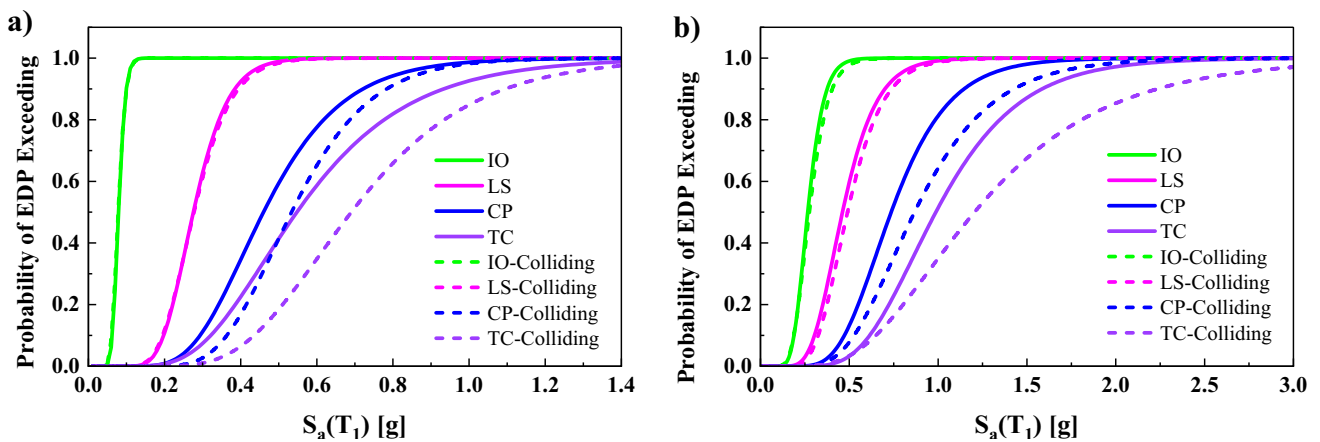 a)
Probability of EDP Exceeding
1.0
0.8
0.6
0.4
0.2
0.0
0.0 0.2 0.4 0.6 0.8 1.0 1.2 1.4
Sa(T1) [g]
IO
LS
CP
TC
IO-Colliding
LS-Colliding
CP-Colliding
TC-Colliding
b)
Probability of EDP Exceeding
1.0
0.8
0.6
0.4
0.2
0.0
0.0 0.5 1.0 1.5 2.0 2.5 3.0
Sa(T1) [g]
IO
LS
CP
TC
IO-Colliding
LS-Colliding
CP-Colliding
TC-Colliding